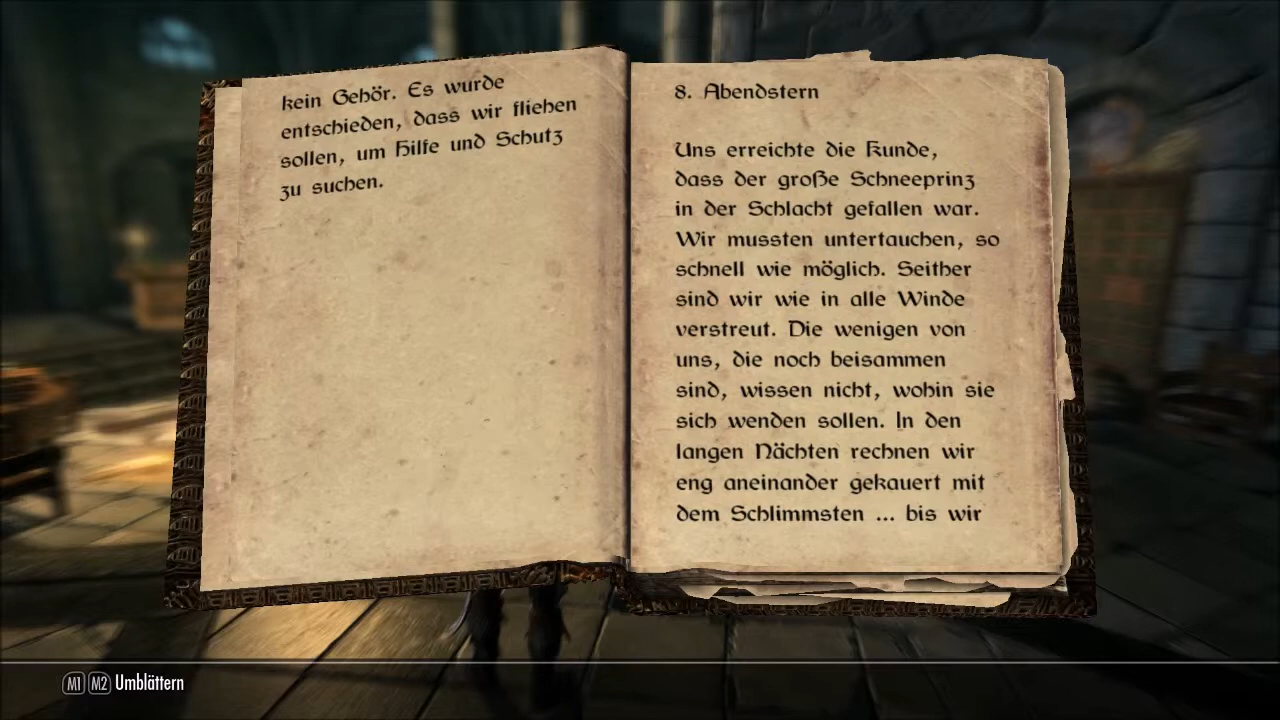 kein Gehör. Es wurde
entschieden, dass wir fliehen
sollen, um Hilfe und Schutz
zu suchen.
8. Abendstern
Uns erreichte die Kunde,
dass der große Schneeprinz
in der Schlacht gefallen war.
Wir mussten untertauchen, so
schnell wie möglich. Seither
sind wir wie in alle Winde
verstreut. Die wenigen von
uns, die noch beisammen
sind, wissen nicht, wohin sie
sich wenden sollen. In den
langen Nächten rechnen wir
eng aneinander gekauert mit
dem Schlimmsten ... bis wir
M1 M2 Umblättern